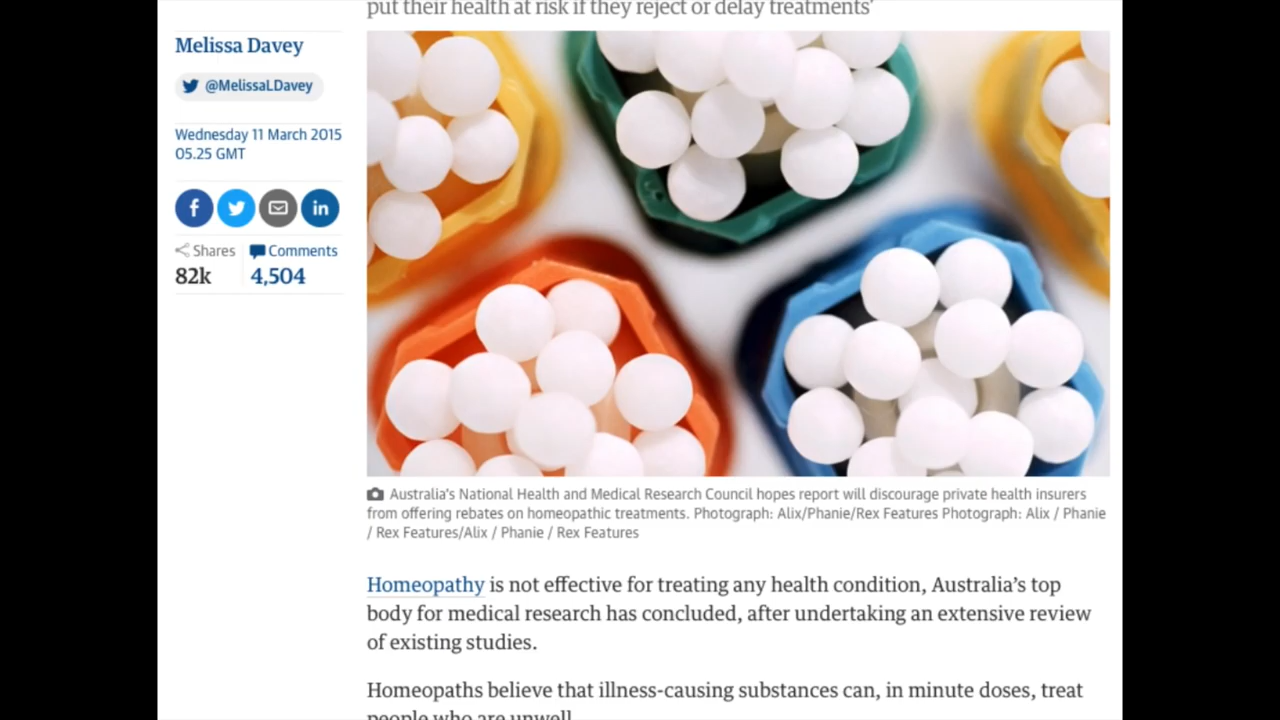 put their health at risk if they reject or delay treatments’
Melissa Davey
@MelissaLDavey
Wednesday 11 March 2015
05.25 GMT
f
in
Shares
Comments
82k
4,504
Australia's National Health and Medical Research Council hopes report will discourage private health insurers
from offering rebates on homeopathic treatments. Photograph: Alix/Phanie/Rex Features Photograph: Alix / Phanie
/ Rex Features/Alix / Phanie / Rex Features
Homeopathy is not effective for treating any health condition, Australia’s top
body for medical research has concluded, after undertaking an extensive review
of existing studies.
Homeopaths believe that illness-causing substances can, in minute doses, treat
people who are unwell.